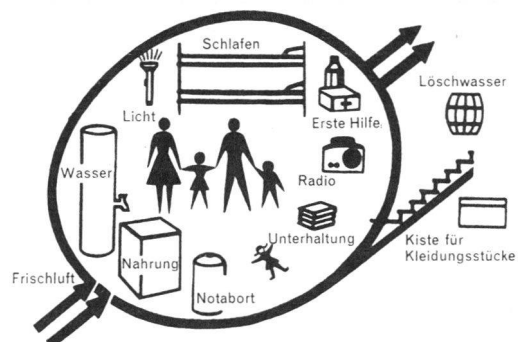 Schlafen
Löschwasser
Licht
Erste Hilfe
Wasser
Radio
Unterhaltung
Kiste für
Kleidungsstücke
Nahrung
Frischluft
Notabort